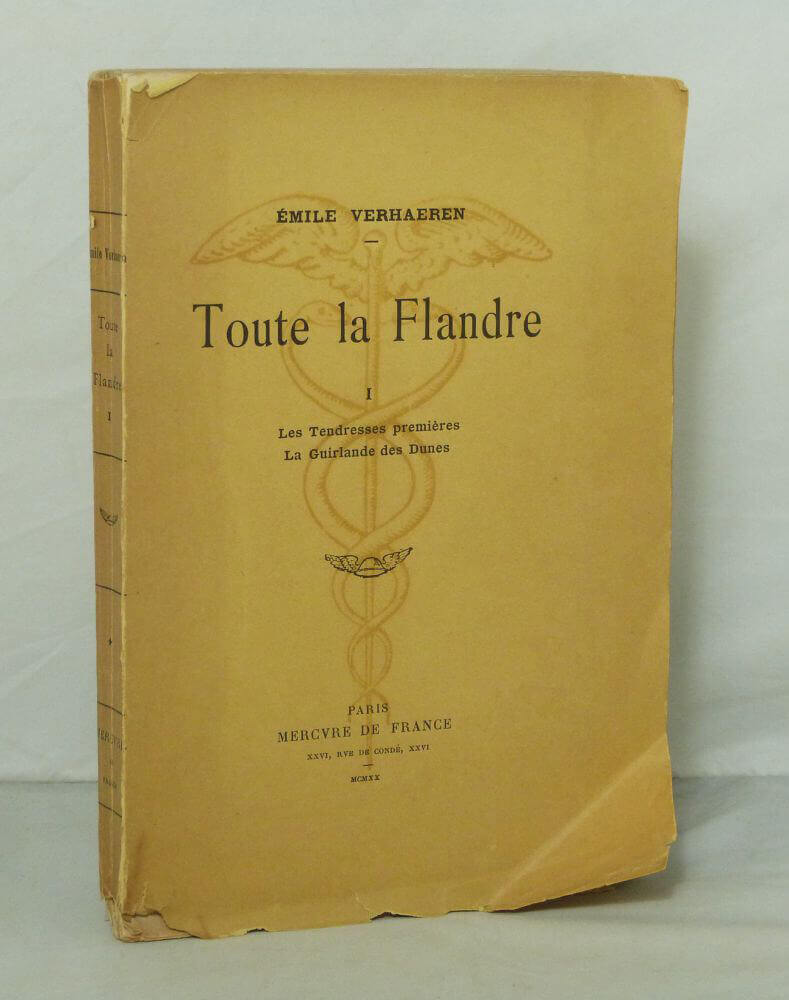 ÉMILE VERHAEREN
Toute la Flandre
I
Les Tendresses premières
La Guirlande des Dunes
PARIS
MERCVRE DE FRANCE
XXVI, RVE DE CONDÉ, XXVI
MCMXX
Toute
la
Flandre
I